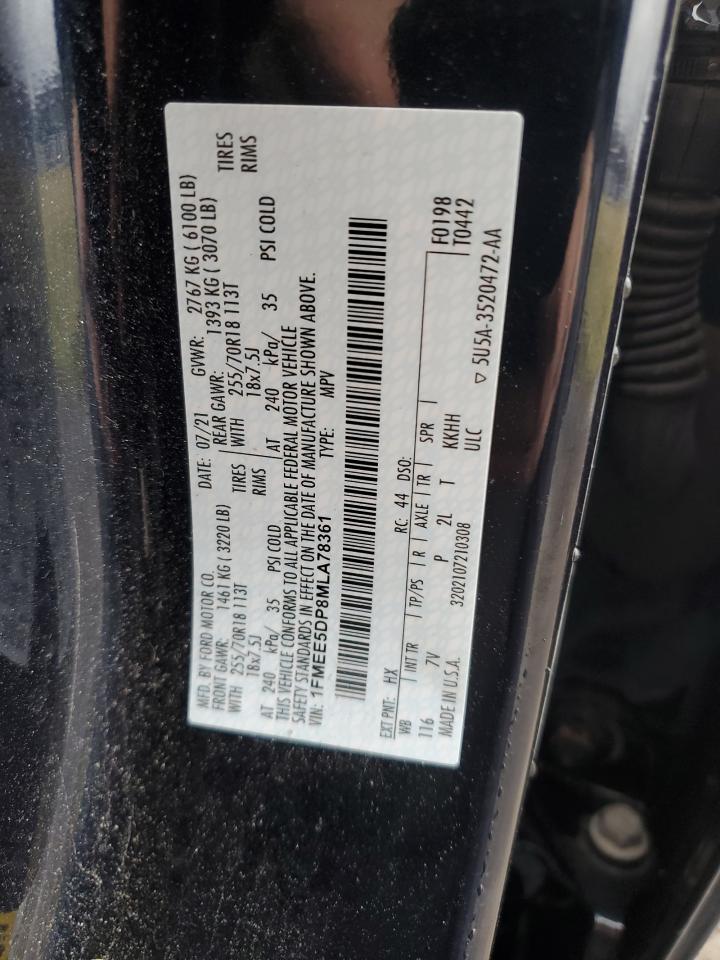 MFD. BY FORD MOTOR CO. DATE: 07/21 GVWR: 2767 KG ( 6100 LB)
FRONT GAWR: 1461 KG ( 3220 LB) REAR GAWR: 1393 KG ( 3070 LB)
WITH 255/70R18 113T TIRES WITH 255/70R18 113T TIRES
18x7.5J RIMS 18x7.5J RIMS
AT 240 kPa/ 35 PSI COLD AT 240 kPa/ 35 PSI COLD
THIS VEHICLE CONFORMS TO ALL APPLICABLE FEDERAL MOTOR VEHICLE
SAFETY STANDARDS IN EFFECT ON THE DATE OF MANUFACTURE SHOWN ABOVE.
VIN: 1FMEE5DP8MLA78361 TYPE: MPV
EXT PNT: HX RC: 44 DSO: F0198
WB INT TR TP/PS R AXLE TR SPR T0442
116 7V P 2L T KKHH
MADE IN U.S.A. 3202107210308 ULC
▽ 5U5A-3520472-AA